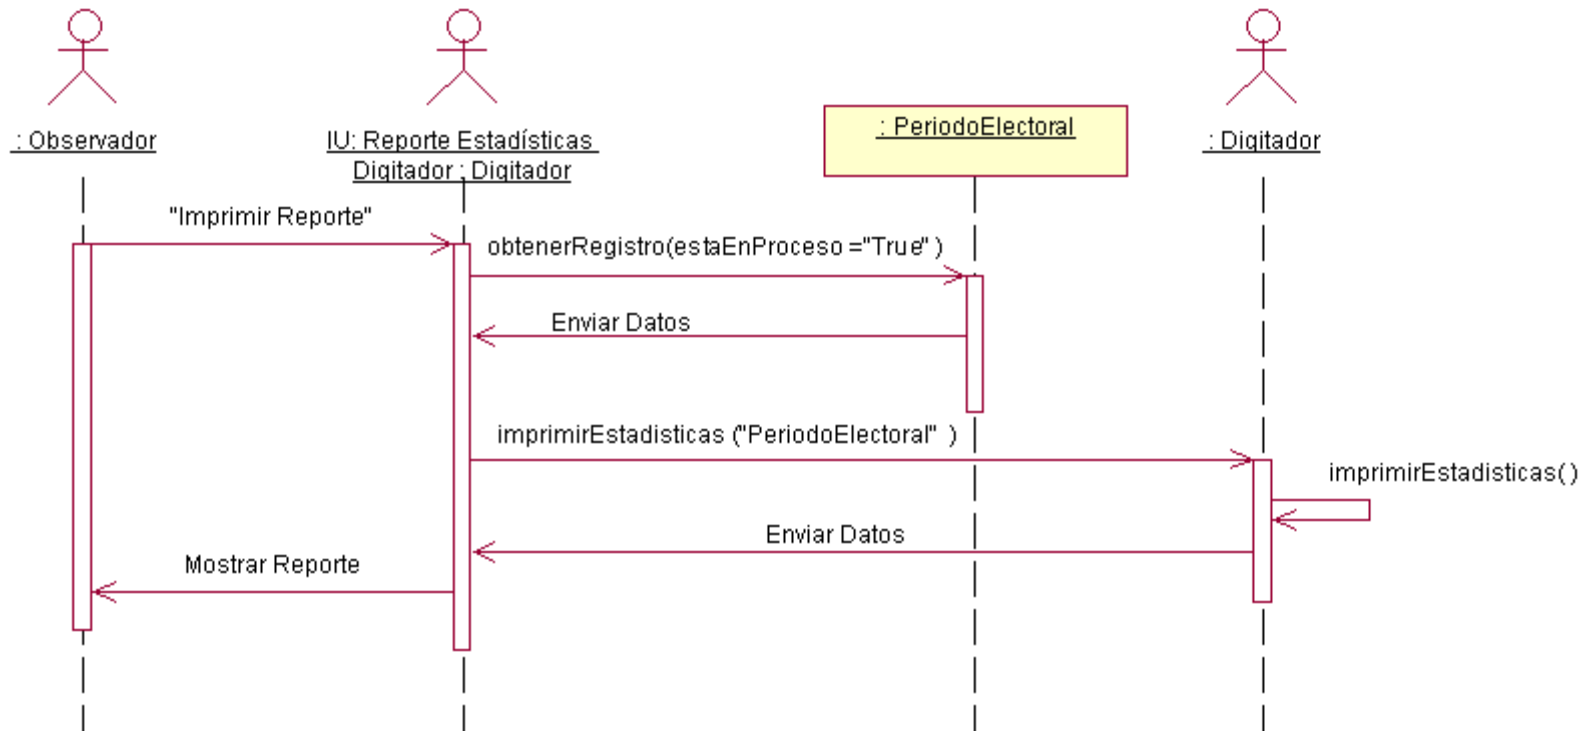 : Observador
IU: Reporte Estadísticas
Digitador : Digitador
: PeriodoElectoral
: Digitador
"Imprimir Reporte"
obtenerRegistro(estaEnProceso ="True" )
Enviar Datos
imprimirEstadisticas ("PeriodoElectoral" )
imprimirEstadisticas( )
Enviar Datos
Mostrar Reporte